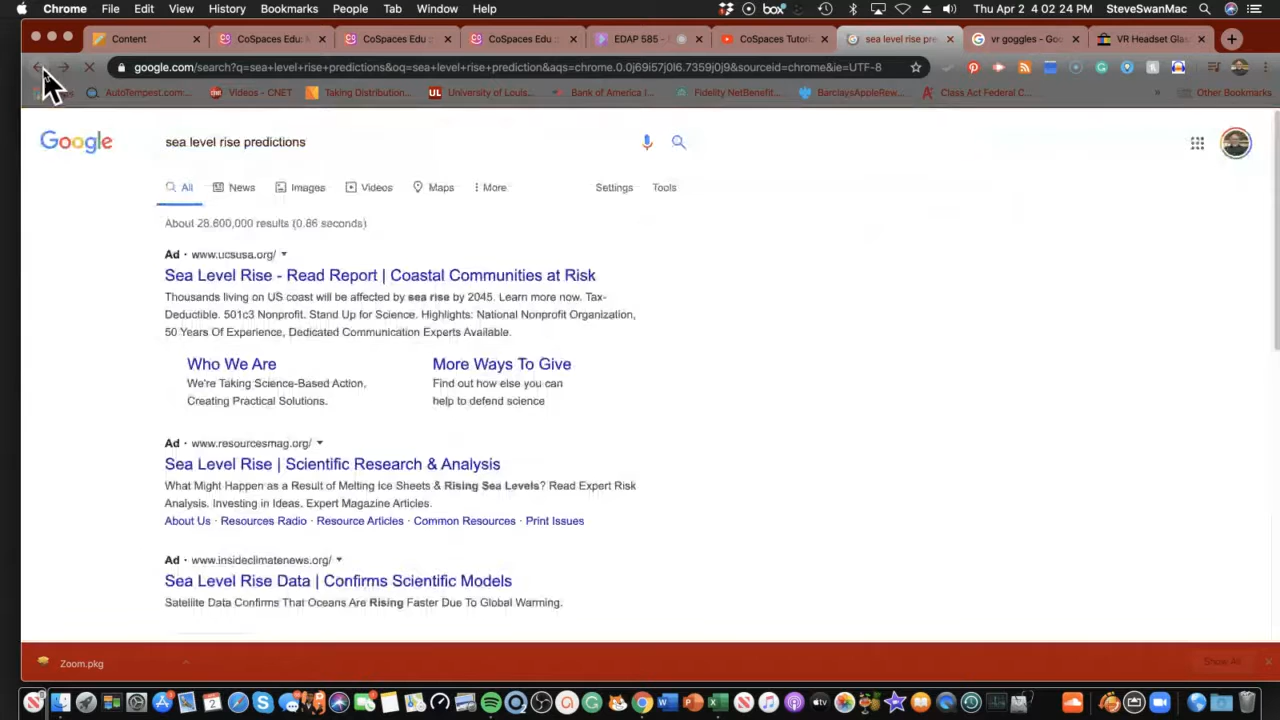 Chrome File Edit View History Bookmarks People Tab Window Help box Thu Apr 2 4:02:24 PM SteveSwanMac
Content CoSpaces Edu: CoSpaces Edu CoSpaces Edu EDAP 585 - CoSpaces Tutori sea level rise pre vr goggles - Goo VR Headset Glas
google.com/search?q=sea+level+rise+predictions&oq=sea+level+rise+prediction&aqs=chrome.0.0j69i57j0l6.7359j0j9&sourceid=chrome&ie=UTF-8
AutoTempest.com:... Videos - CNET Taking Distribution... University of Louis... Bank of America I... Fidelity NetBenefit... BarclaysAppleRew... Class Act Federal C... » Other Bookmarks
Google sea level rise predictions
All News Images Videos Maps More Settings Tools
About 28,600,000 results (0.86 seconds)
Ad · www.ucsusa.org/
Sea Level Rise - Read Report | Coastal Communities at Risk
Thousands living on US coast will be affected by sea rise by 2045. Learn more now. Tax-
Deductible. 501c3 Nonprofit. Stand Up for Science. Highlights: National Nonprofit Organization,
50 Years Of Experience, Dedicated Communication Experts Available.
Who We Are More Ways To Give
We're Taking Science-Based Action, Find out how else you can
Creating Practical Solutions. help to defend science
Ad · www.resourcesmag.org/
Sea Level Rise | Scientific Research & Analysis
What Might Happen as a Result of Melting Ice Sheets & Rising Sea Levels? Read Expert Risk
Analysis. Investing in Ideas. Expert Magazine Articles.
About Us · Resources Radio · Resource Articles · Common Resources · Print Issues
Ad · www.insideclimatenews.org/
Sea Level Rise Data | Confirms Scientific Models
Satellite Data Confirms That Oceans Are Rising Faster Due To Global Warming.
Zoom.pkg Show All